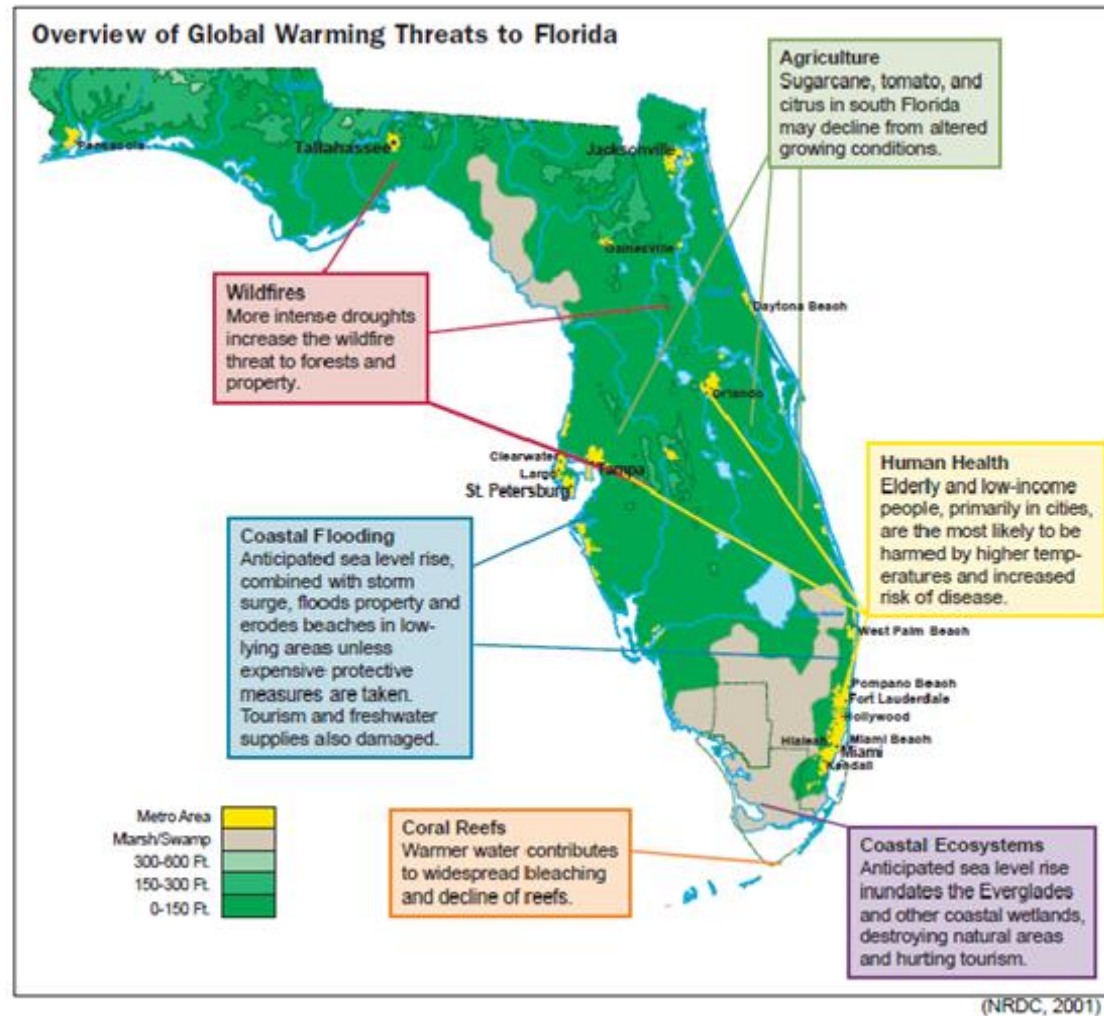 Overview of Global Warming Threats to Florida
Agriculture
Sugarcane, tomato, and
citrus in south Florida
may decline from altered
growing conditions.
Pensacola
Tallahassee
Jacksonville
Gainesville
Wildfires
More intense droughts
increase the wildfire
threat to forests and
property.
Daytona Beach
Orlando
Clearwater
Largo
Tampa
St. Petersburg
Human Health
Elderly and low-income
people, primarily in cities,
are the most likely to be
harmed by higher temp-
eratures and increased
risk of disease.
Coastal Flooding
Anticipated sea level rise,
combined with storm
surge, floods property and
erodes beaches in low-
lying areas unless
expensive protective
measures are taken.
Tourism and freshwater
supplies also damaged.
West Palm Beach
Pompano Beach
Fort Lauderdale
Hollywood
Hialeah
Miami Beach
Miami
Kendall
Metro Area
Marsh/Swamp
300-600 Ft.
150-300 Ft.
0-150 Ft.
Coral Reefs
Warmer water contributes
to widespread bleaching
and decline of reefs.
Coastal Ecosystems
Anticipated sea level rise
inundates the Everglades
and other coastal wetlands,
destroying natural areas
and hurting tourism.
(NRDC, 2001)